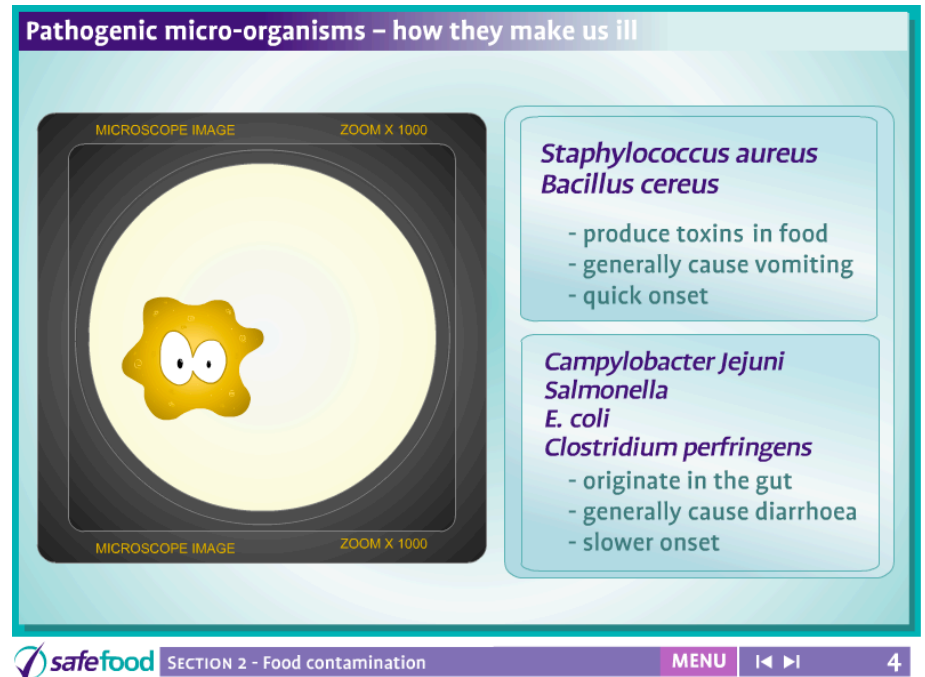 Pathogenic micro-organisms – how they make us ill
MICROSCOPE IMAGE ZOOM X 1000
MICROSCOPE IMAGE ZOOM X 1000
Staphylococcus aureus
Bacillus cereus
- produce toxins in food
- generally cause vomiting
- quick onset
Campylobacter Jejuni
Salmonella
E. coli
Clostridium perfringens
- originate in the gut
- generally cause diarrhoea
- slower onset
safefood SECTION 2 - Food contamination MENU 4